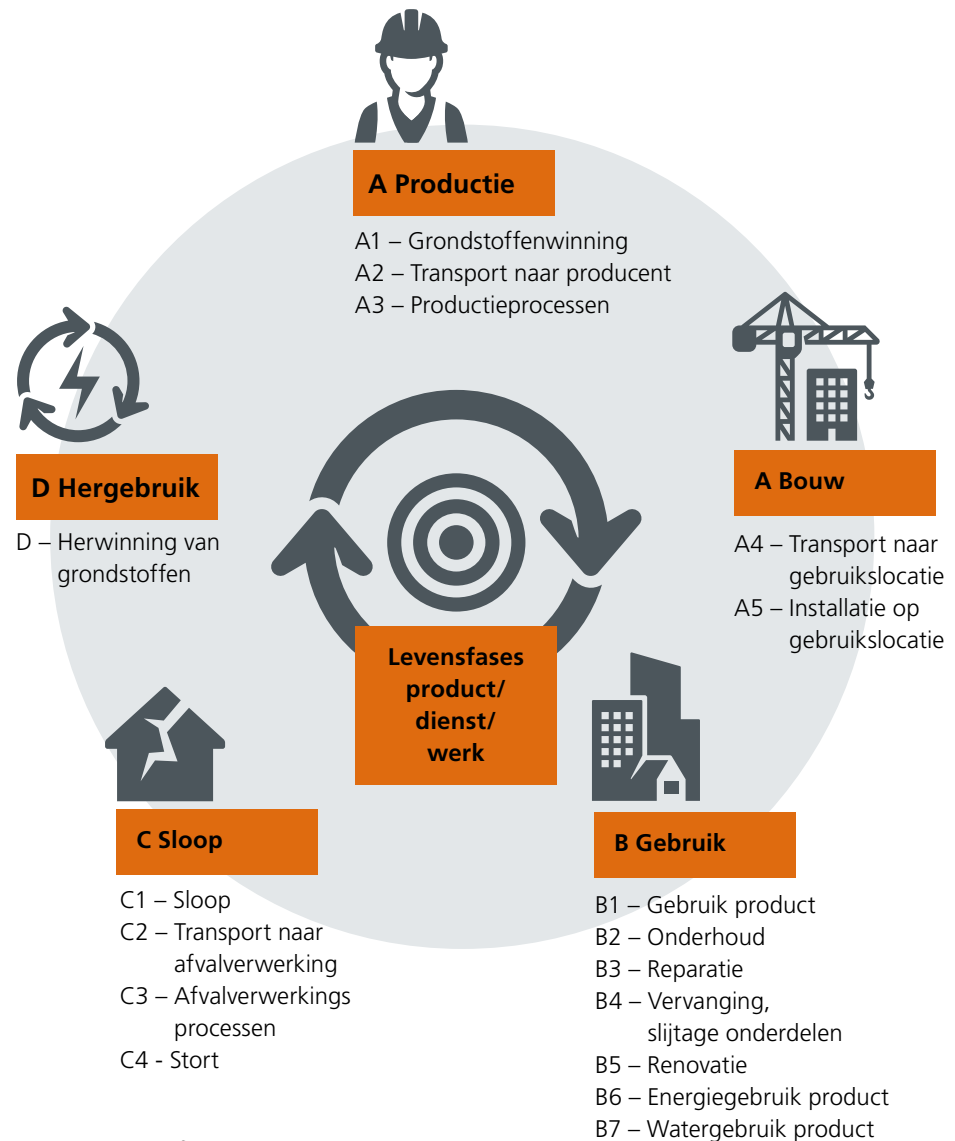 A Productie
A1 – Grondstoffenwinning
A2 – Transport naar producent
A3 – Productieprocessen
A Bouw
A4 – Transport naar
gebruikslocatie
A5 – Installatie op
gebruikslocatie
D Hergebruik
D – Herwinning van
grondstoffen
Levensfases
product/
dienst/
werk
C Sloop
C1 – Sloop
C2 – Transport naar
afvalverwerking
C3 – Afvalverwerkings
processen
C4 - Stort
B Gebruik
B1 – Gebruik product
B2 – Onderhoud
B3 – Reparatie
B4 – Vervanging,
slijtage onderdelen
B5 – Renovatie
B6 – Energiegebruik product
B7 – Watergebruik product